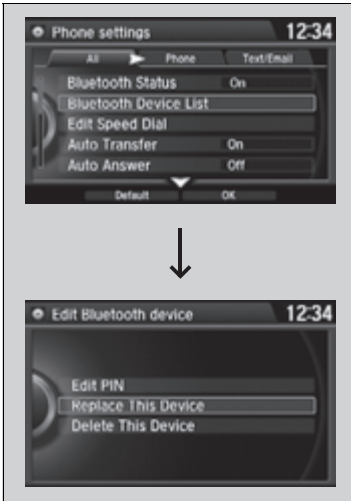 Phone settings 12:34
All Phone Text/Email
Bluetooth Status On
Bluetooth Device List
Edit Speed Dial
Auto Transfer On
Auto Answer Off
Default OK
Edit Bluetooth device 12:34
Edit PIN
Replace This Device
Delete This Device